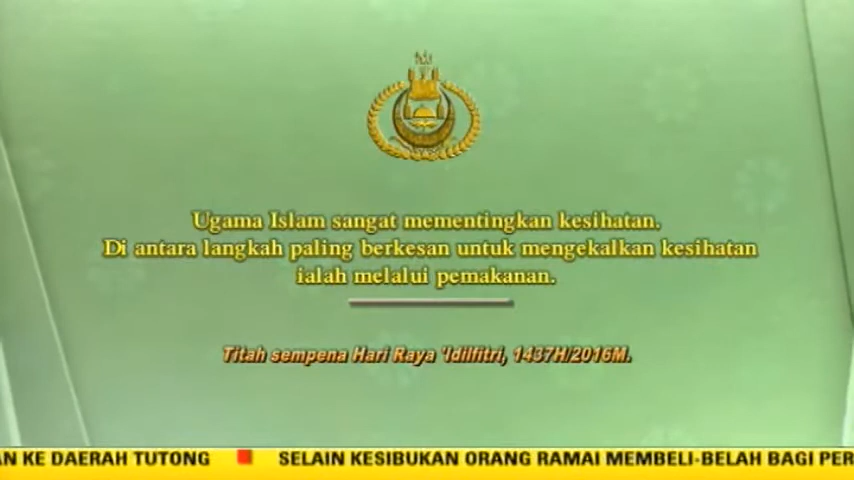 Ugama Islam sangat mementingkan kesihatan.
Di antara langkah paling berkesan untuk mengekalkan kesihatan
ialah melalui pemakanan.
Titah sempena Hari Raya 'Idilfitri, 1437H/2016M.
AN KE DAERAH TUTONG SELAIN KESIBUKAN ORANG RAMAI MEMBELI-BELAH BAGI PER